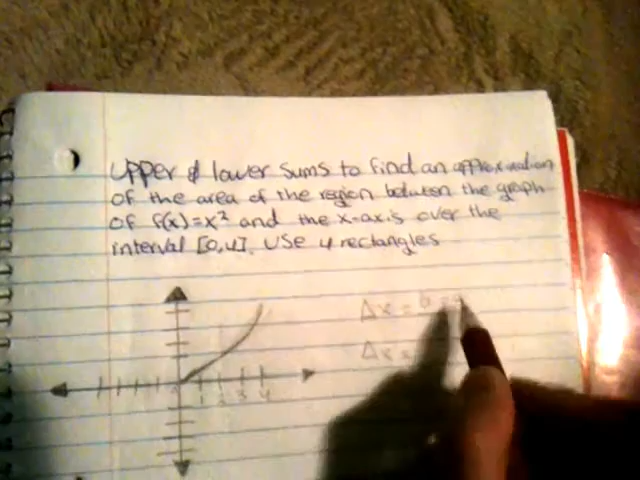 Upper & lower sums to find an approximation
of the area of the region between the graph
of f(x)=x² and the x-axis over the
interval [0,4]. Use 4 rectangles
Δx = b-a
Δx =
1 2 3 4